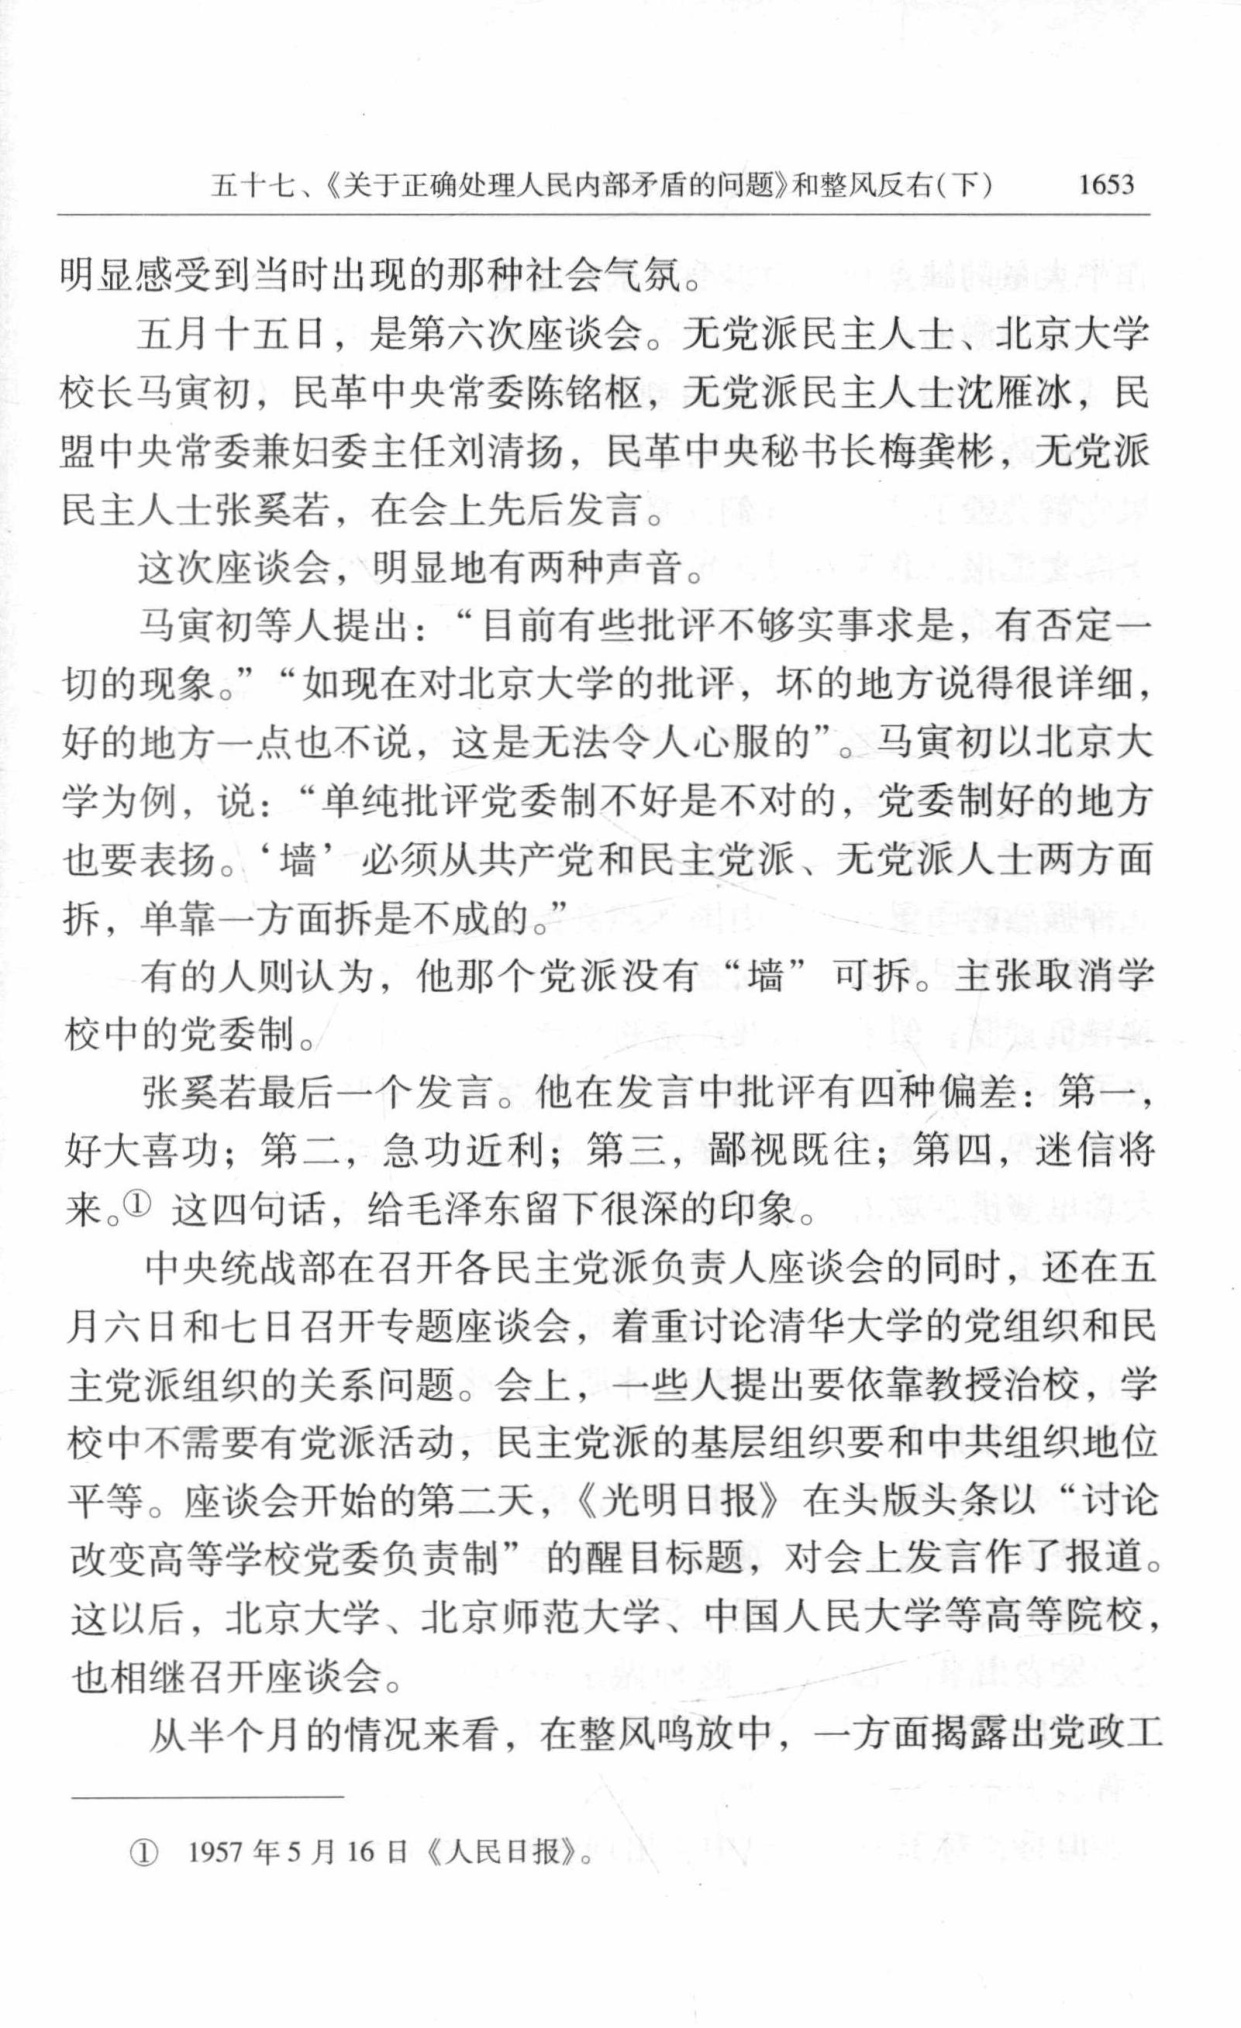 五十七、《关于正确处理人民内部矛盾的问题》和整风反右(下) 1653
明显感受到当时出现的那种社会气氛。
五月十五日，是第六次座谈会。无党派民主人士、北京大学
校长马寅初，民革中央常委陈铭枢，无党派民主人士沈雁冰，民
盟中央常委兼妇委主任刘清扬，民革中央秘书长梅龚彬，无党派
民主人士张奚若，在会上先后发言。
这次座谈会，明显地有两种声音。
马寅初等人提出：“目前有些批评不够实事求是，有否定一
切的现象。”“如现在对北京大学的批评，坏的地方说得很详细，
好的地方一点也不说，这是无法令人心服的”。马寅初以北京大
学为例，说：“单纯批评党委制不好是不对的，党委制好的地方
也要表扬。‘墙’必须从共产党和民主党派、无党派人士两方面
拆，单靠一方面拆是不成的。”
有的人则认为，他那个党派没有“墙”可拆。主张取消学
校中的党委制。
张奚若最后一个发言。他在发言中批评有四种偏差：第一，
好大喜功；第二，急功近利；第三，鄙视既往；第四，迷信将
来。① 这四句话，给毛泽东留下很深的印象。
中央统战部在召开各民主党派负责人座谈会的同时，还在五
月六日和七日召开专题座谈会，着重讨论清华大学的党组织和民
主党派组织的关系问题。会上，一些人提出要依靠教授治校，学
校中不需要有党派活动，民主党派的基层组织要和中共组织地位
平等。座谈会开始的第二天，《光明日报》在头版头条以“讨论
改变高等学校党委负责制”的醒目标题，对会上发言作了报道。
这以后，北京大学、北京师范大学、中国人民大学等高等院校，
也相继召开座谈会。
从半个月的情况来看，在整风鸣放中，一方面揭露出党政工
① 1957年5月16日《人民日报》。